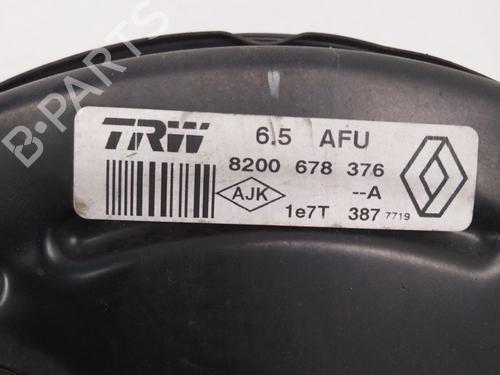 TRW 6.5 AFU
8200 678 376
AJK --A
1e7T 387 7719
B-PARTS